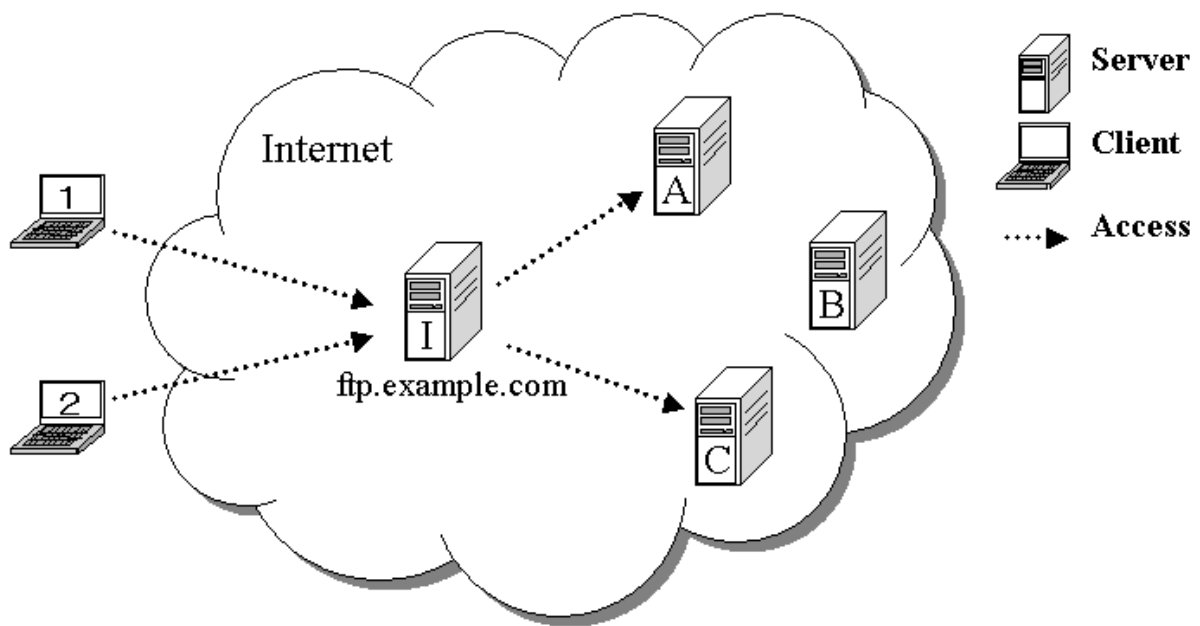 Internet
1
2
I
ftp.example.com
A
B
C
Server
Client
Access